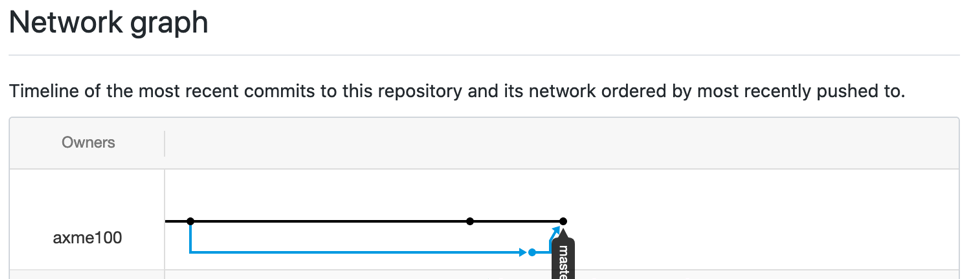 Network graph
Timeline of the most recent commits to this repository and its network ordered by most recently pushed to.
Owners
axme100